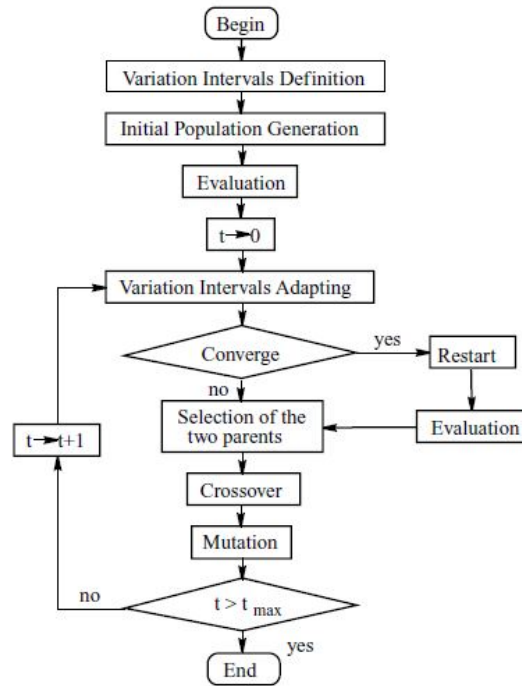 Begin
Variation Intervals Definition
Initial Population Generation
Evaluation
t→0
Variation Intervals Adapting
Converge
yes
Restart
no
Selection of the
two parents
Evaluation
t→t+1
Crossover
Mutation
no
t > t max
yes
End